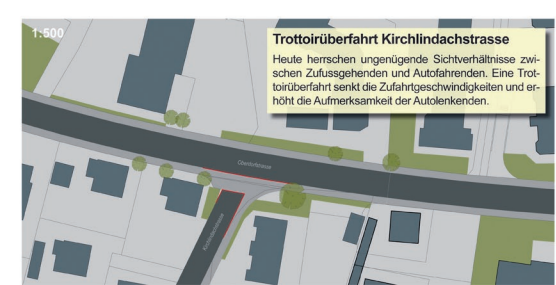 1:500
Trottoirüberfahrt Kirchlindachstrasse
Heute herrschen ungenügende Sichtverhältnisse zwi-
schen Zufussgehenden und Autofahrenden. Eine Trot-
toirüberfahrt senkt die Zufahrtgeschwindigkeiten und er-
höht die Aufmerksamkeit der Autolenkenden.
Oberdorfstrasse
Kirchlindachstrasse